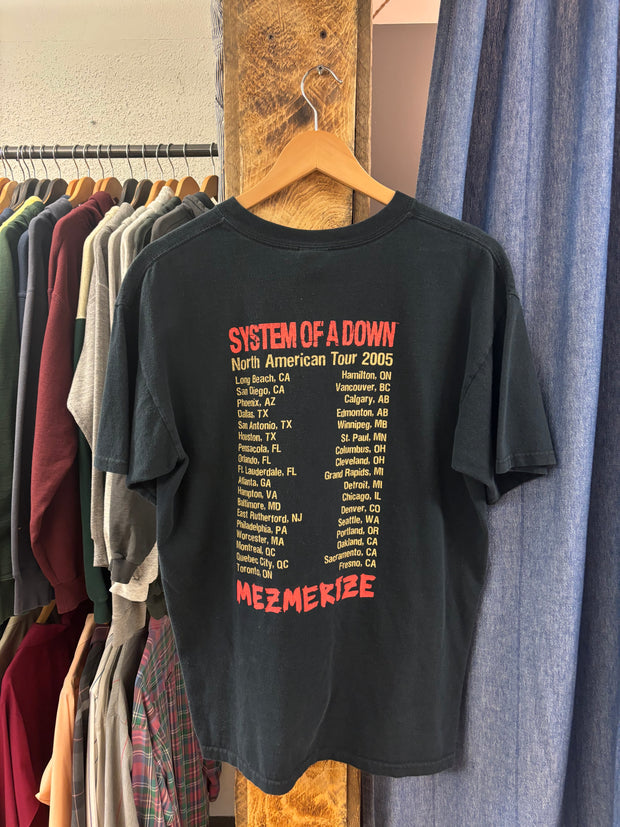 SYSTEM OF A DOWN
North American Tour 2005
Long Beach, CA
San Diego, CA
Phoenix, AZ
Dallas, TX
San Antonio, TX
Houston, TX
Pensacola, FL
Orlando, FL
Ft. Lauderdale, FL
Atlanta, GA
Hampton, VA
Baltimore, MD
East Rutherford, NJ
Philadelphia, PA
Worcester, MA
Montreal, QC
Quebec City, QC
Toronto, ON
Hamilton, ON
Vancouver, BC
Calgary, AB
Edmonton, AB
Winnipeg, MB
St. Paul, MN
Columbus, OH
Cleveland, OH
Grand Rapids, MI
Detroit, MI
Chicago, IL
Denver, CO
Seattle, WA
Portland, OR
Oakland, CA
Sacramento, CA
Fresno, CA
MEZMERIZE